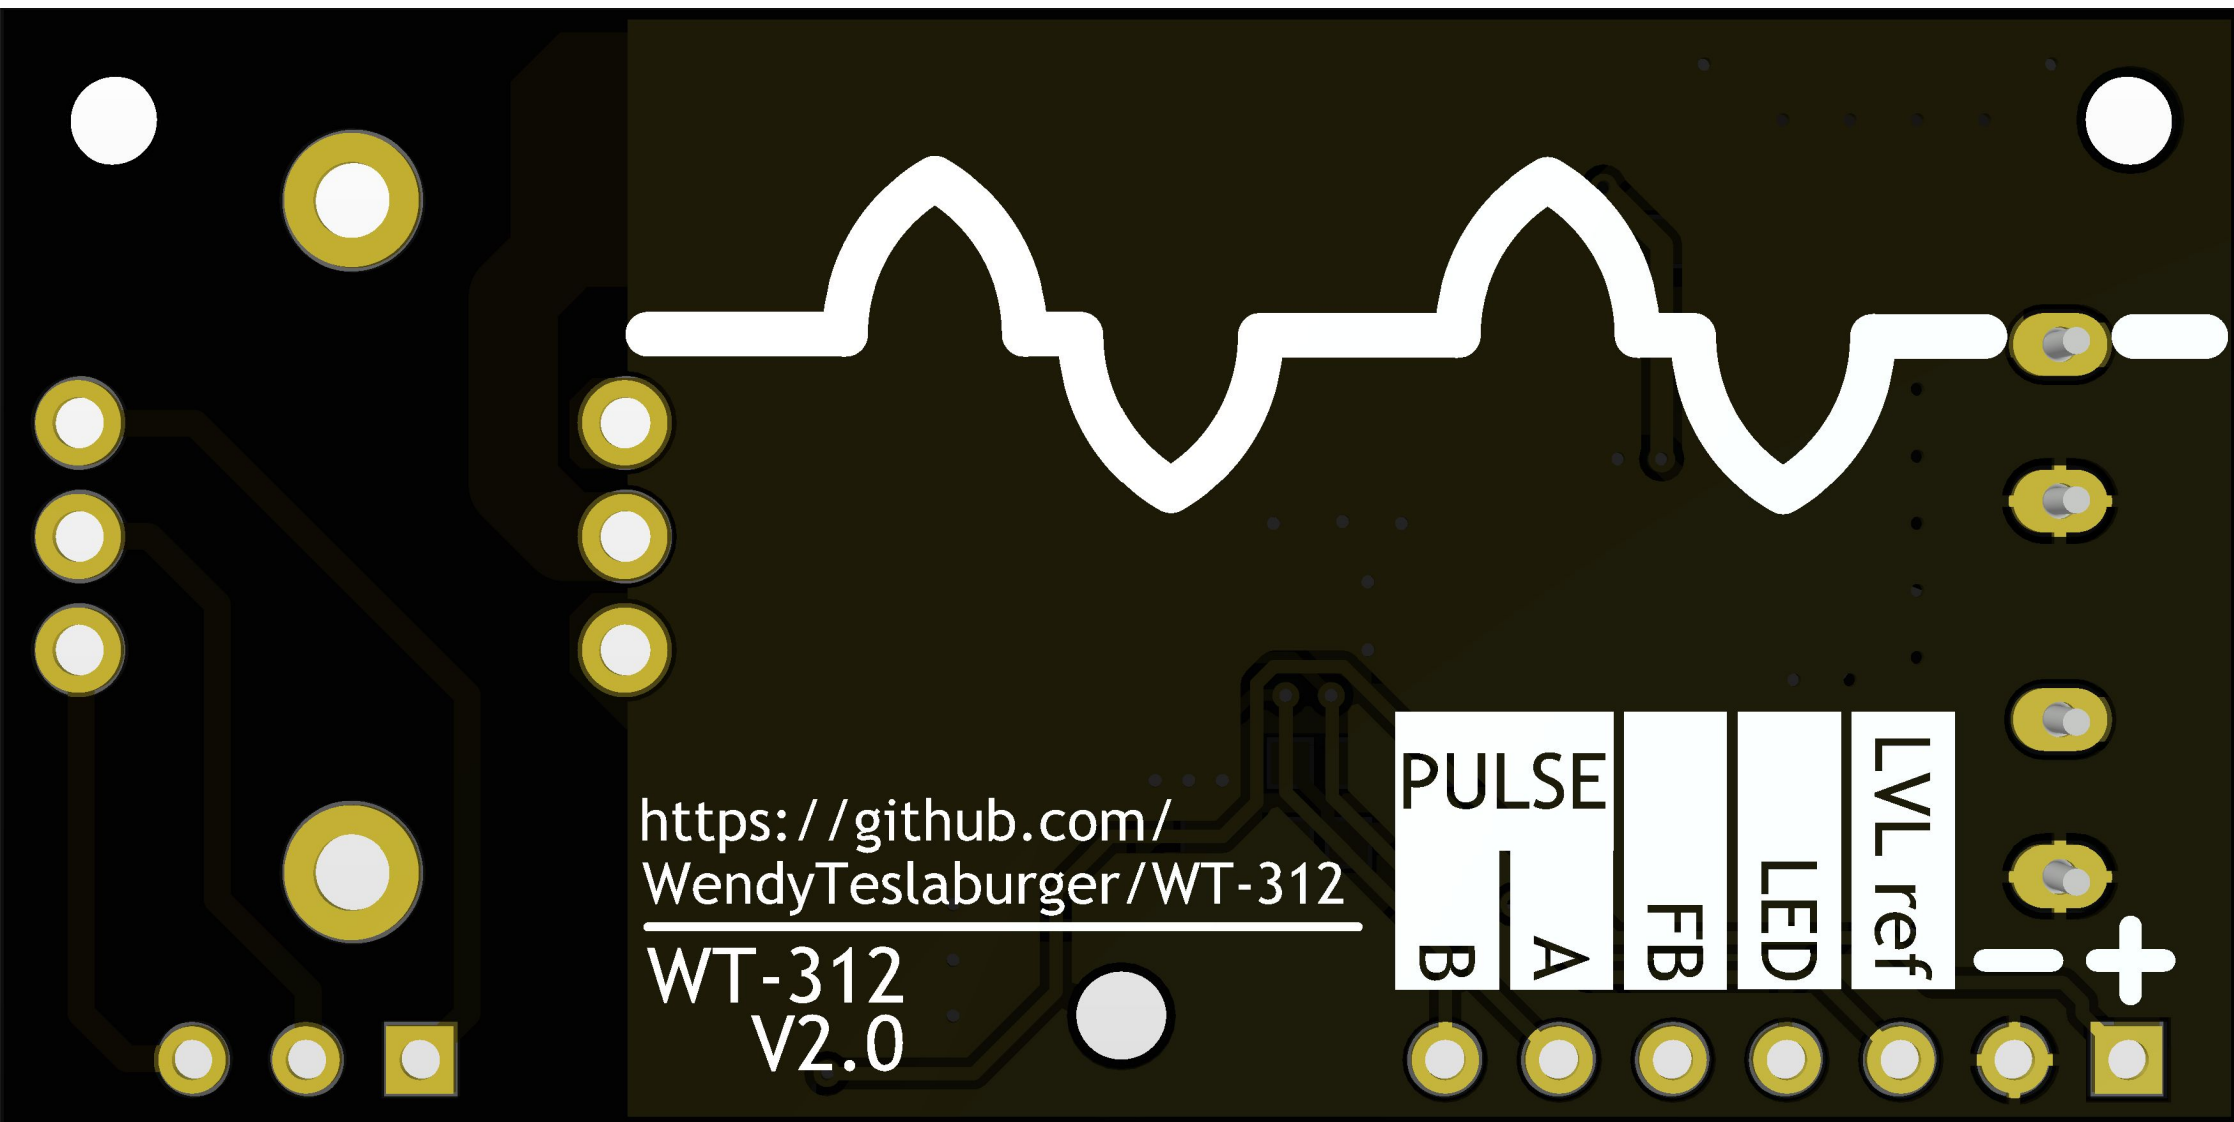 https://github.com/
WendyTeslaburger/WT-312
WT-312
V2.0
PULSE
B
A
FB
LED
LVL ref
- +